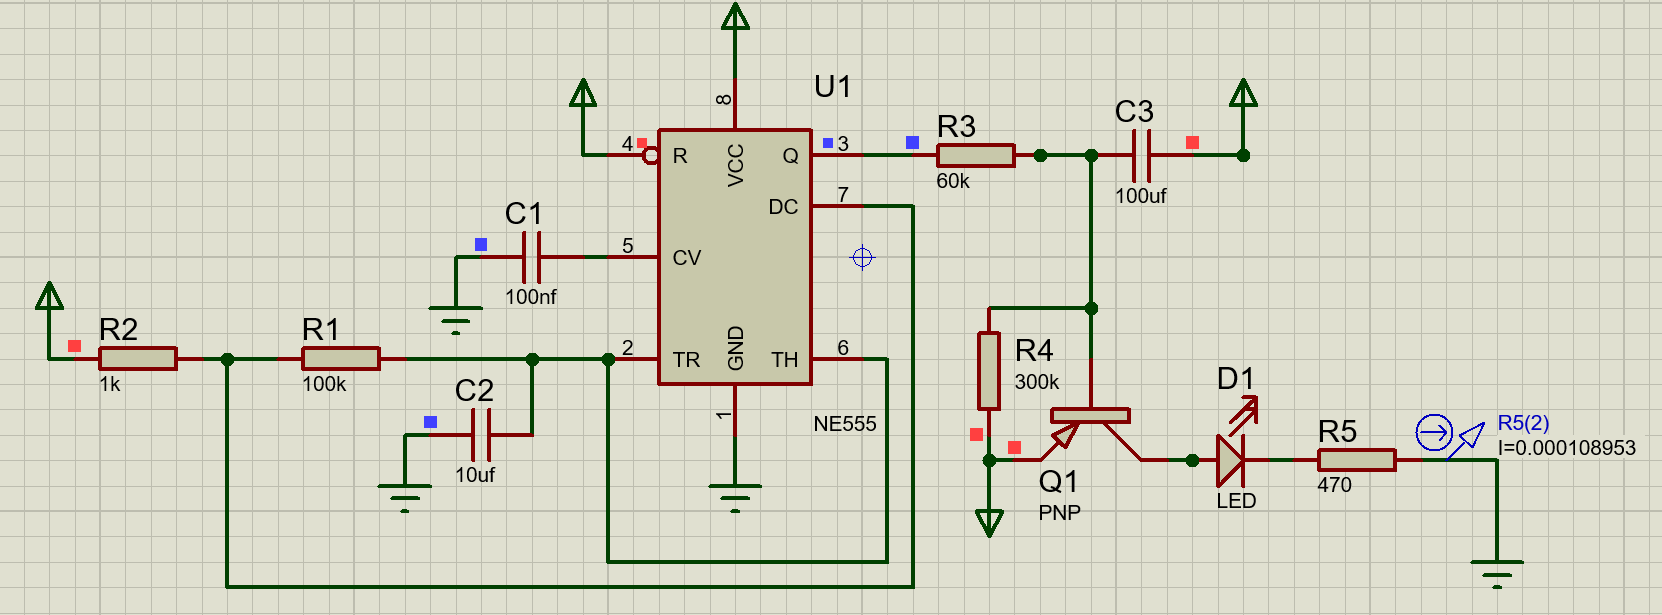 8
U1
4
R
VCC
Q
3
R3
60k
C3
100uf
DC
7
C1
100nf
5
CV
R2
1k
R1
100k
2
TR
GND
TH
6
C2
10uf
1
NE555
R4
300k
Q1
PNP
D1
LED
R5
470
R5(2)
I=0.000108953